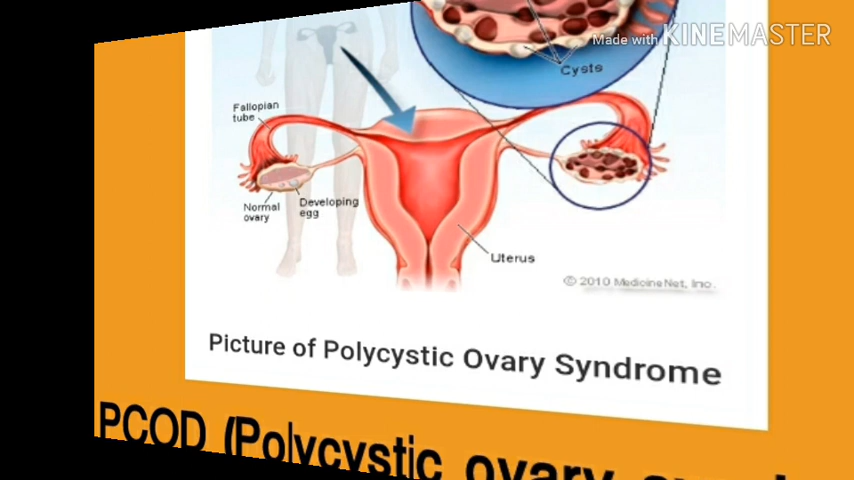 Made with KINEMASTER
Cysts
Fallopian
tube
Normal
ovary
Developing
egg
Uterus
© 2010 MedicineNet, Inc.
Picture of Polycystic Ovary Syndrome
PCOD (Polycystic ovary